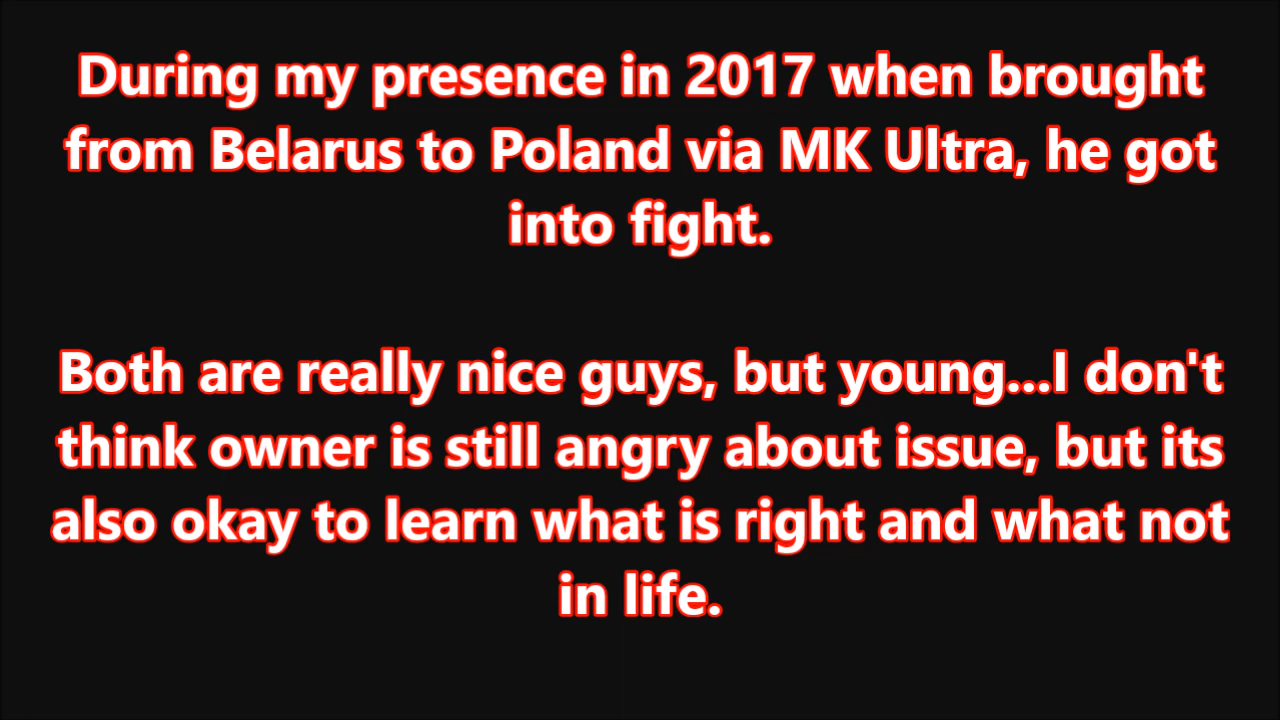 During my presence in 2017 when brought
from Belarus to Poland via MK Ultra, he got
into fight.
Both are really nice guys, but young...I don't
think owner is still angry about issue, but its
also okay to learn what is right and what not
in life.